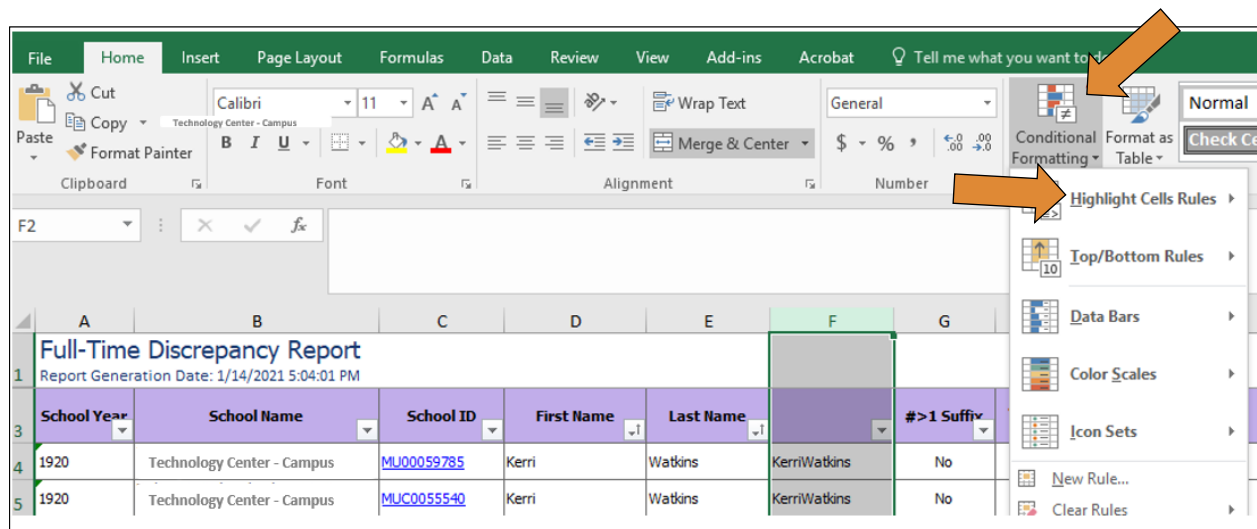 File Home Insert Page Layout Formulas Data Review View Add-ins Acrobat Tell me what you want to d
Cut
Copy
Format Painter
Paste
Clipboard
Calibri 11 A A
Technology Center - Campus
B I U A
Font
Wrap Text
Merge & Center
Alignment
General
$ % , .0 .00 .00 .0
Number
Conditional Formatting
Format as Table
Normal
Check Ce
F2 fx
Highlight Cells Rules
Top/Bottom Rules
10
Data Bars
Color Scales
Icon Sets
New Rule...
Clear Rules
A B C D E F G
1 Full-Time Discrepancy Report
Report Generation Date: 1/14/2021 5:04:01 PM
3 School Year School Name School ID First Name Last Name #>1 Suffix
4 1920 Technology Center - Campus MU00059785 Kerri Watkins KerriWatkins No
5 1920 Technology Center - Campus MUC0055540 Kerri Watkins KerriWatkins No